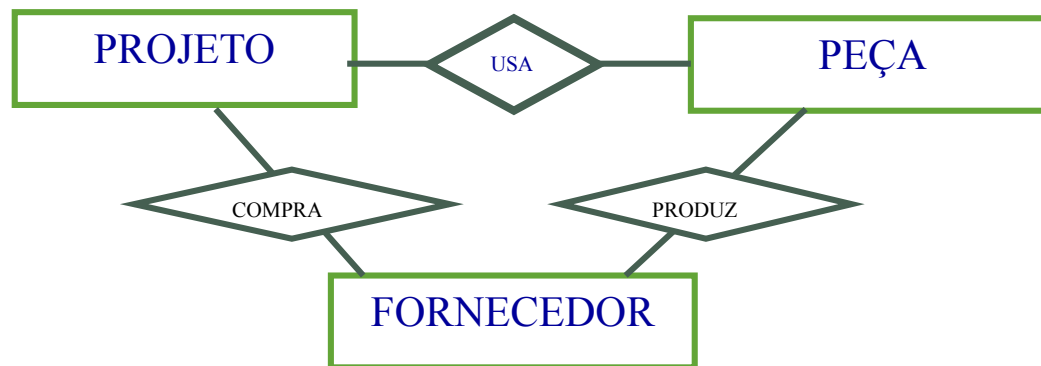 PROJETO
USA
PEÇA
COMPRA
PRODUZ
FORNECEDOR